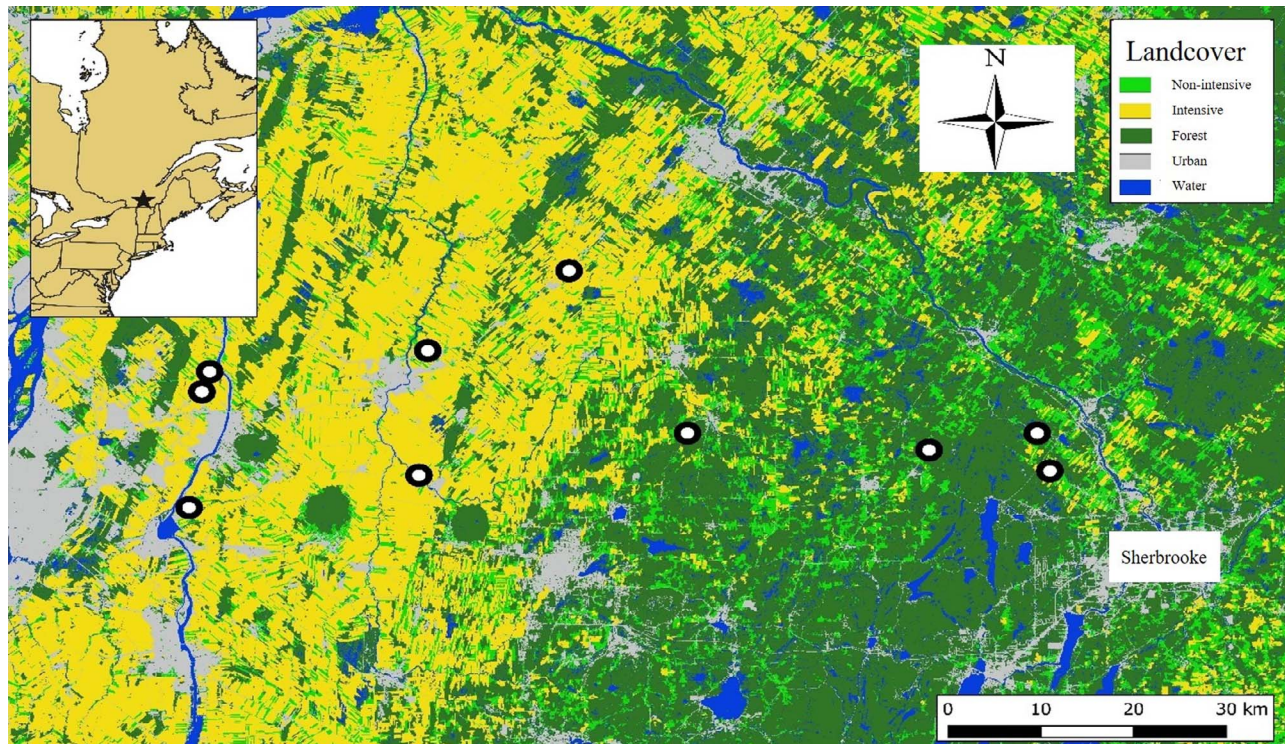 N
Landcover
Non-intensive
Intensive
Forest
Urban
Water
Sherbrooke
0 10 20 30 km